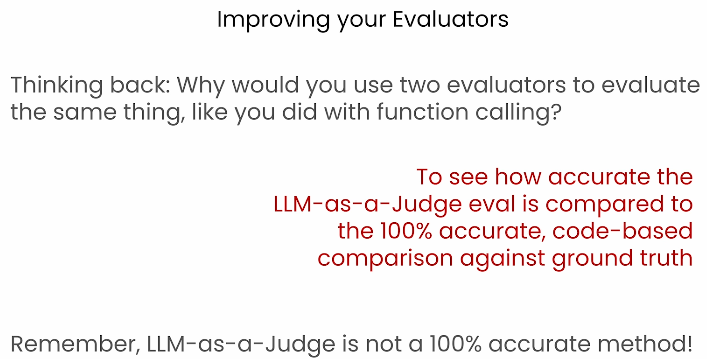 Improving your Evaluators
Thinking back: Why would you use two evaluators to evaluate
the same thing, like you did with function calling?
To see how accurate the
LLM-as-a-Judge eval is compared to
the 100% accurate, code-based
comparison against ground truth
Remember, LLM-as-a-Judge is not a 100% accurate method!